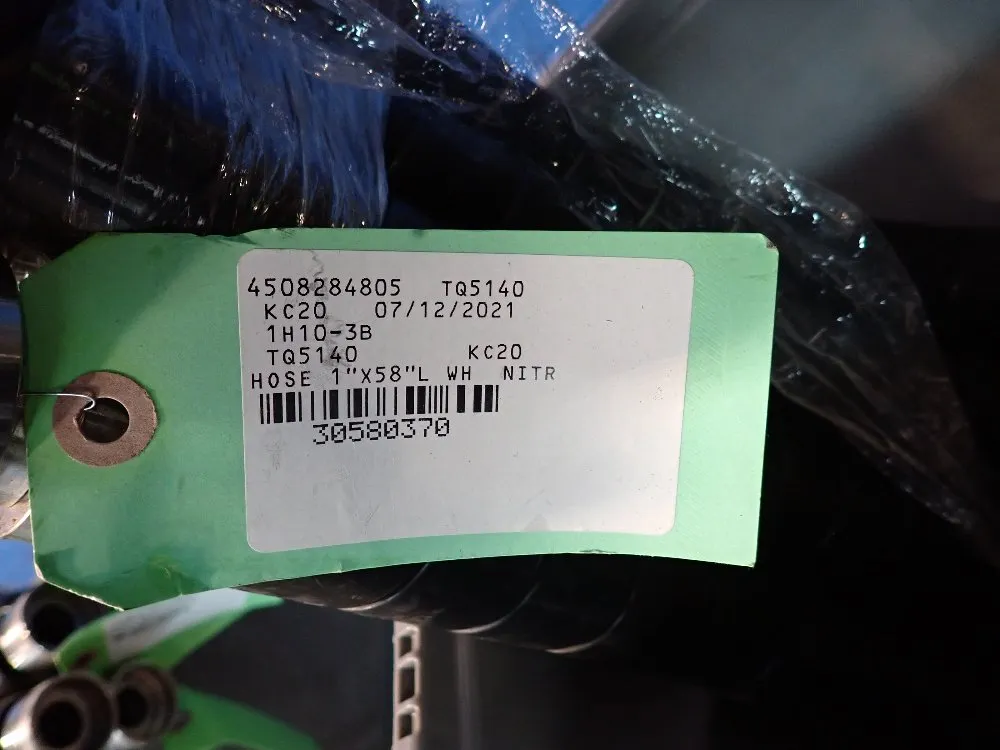 4508284805 TQ5140
KC20 07/12/2021
1H10-3B
TQ5140 KC20
HOSE 1"X58"L WH NITR
30580370